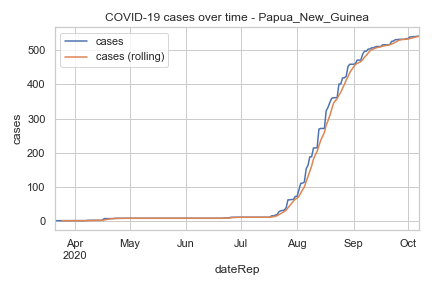 COVID-19 cases over time - Papua_New_Guinea
cases
cases (rolling)
500
400
300
200
100
0
cases
Apr
2020
May
Jun
Jul
Aug
Sep
Oct
dateRep